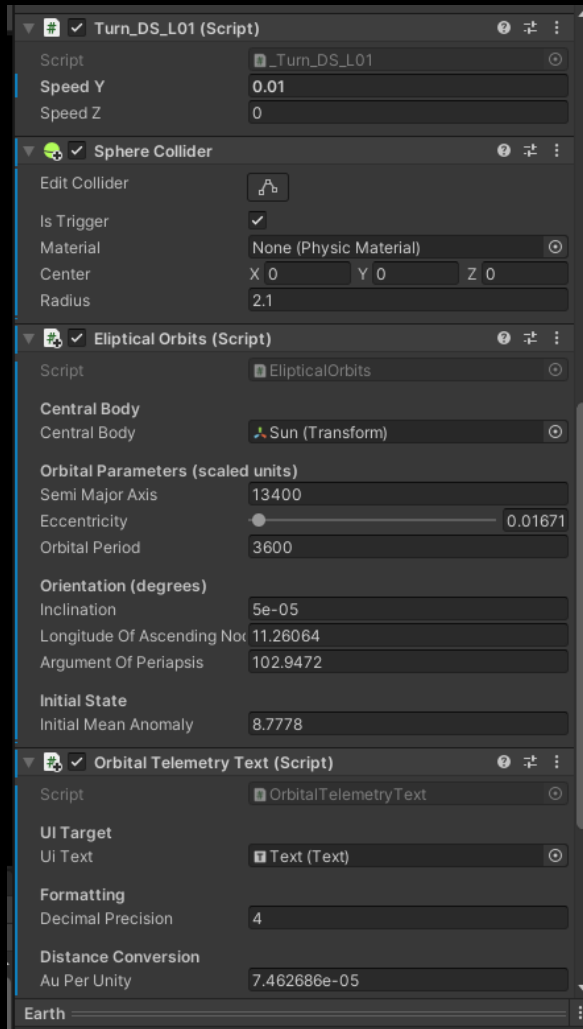 # Turn_DS_L01 (Script)
Script # _Turn_DS_L01
Speed Y 0.01
Speed Z 0
Sphere Collider
Edit Collider
Is Trigger
Material None (Physic Material)
Center X 0 Y 0 Z 0
Radius 2.1
# Eliptical Orbits (Script)
Script # ElipticalOrbits
Central Body
Central Body Sun (Transform)
Orbital Parameters (scaled units)
Semi Major Axis 13400
Eccentricity 0.01671
Orbital Period 3600
Orientation (degrees)
Inclination 5e-05
Longitude Of Ascending Noc 11.26064
Argument Of Periapsis 102.9472
Initial State
Initial Mean Anomaly 8.7778
# Orbital Telemetry Text (Script)
Script # OrbitalTelemetryText
UI Target
Ui Text T Text (Text)
Formatting
Decimal Precision 4
Distance Conversion
Au Per Unity 7.462686e-05
Earth